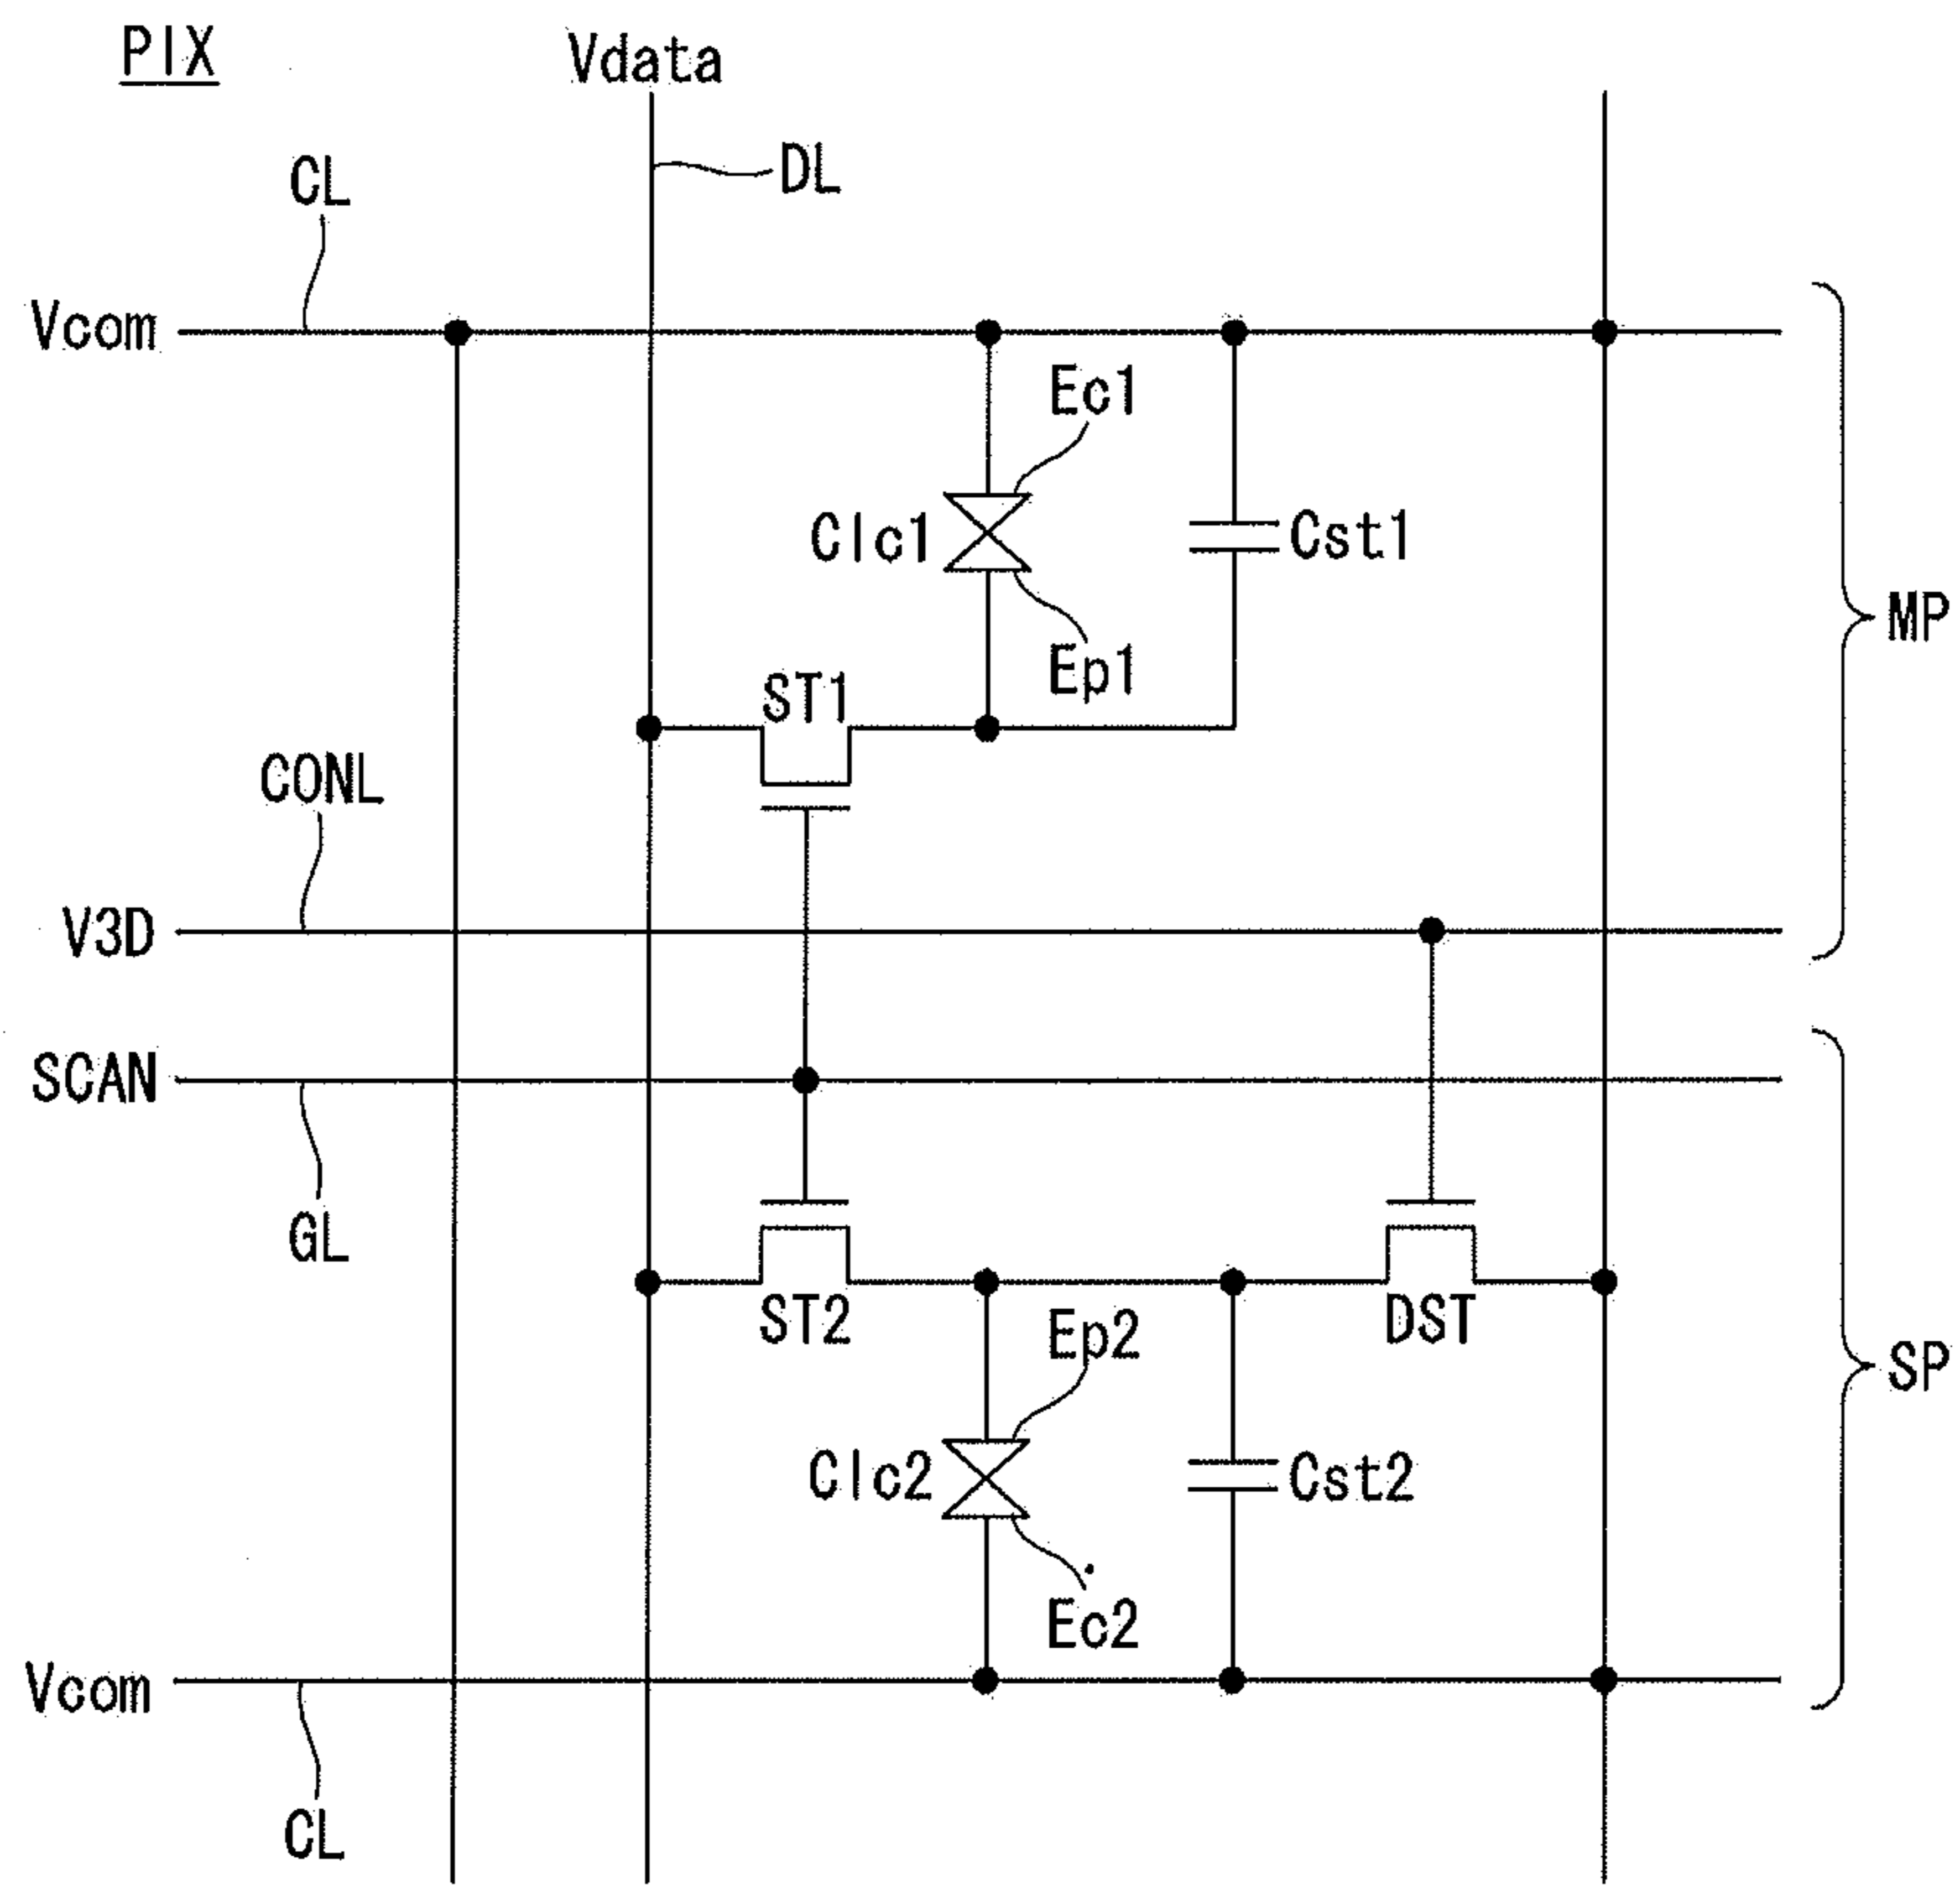 PIX
Vdata
DL
CL
Vcom
Ec1
Clc1
Cst1
MP
Ep1
ST1
CONL
V3D
SCAN
GL
ST2
Ep2
DST
SP
Clc2
Cst2
Ec2
Vcom
CL